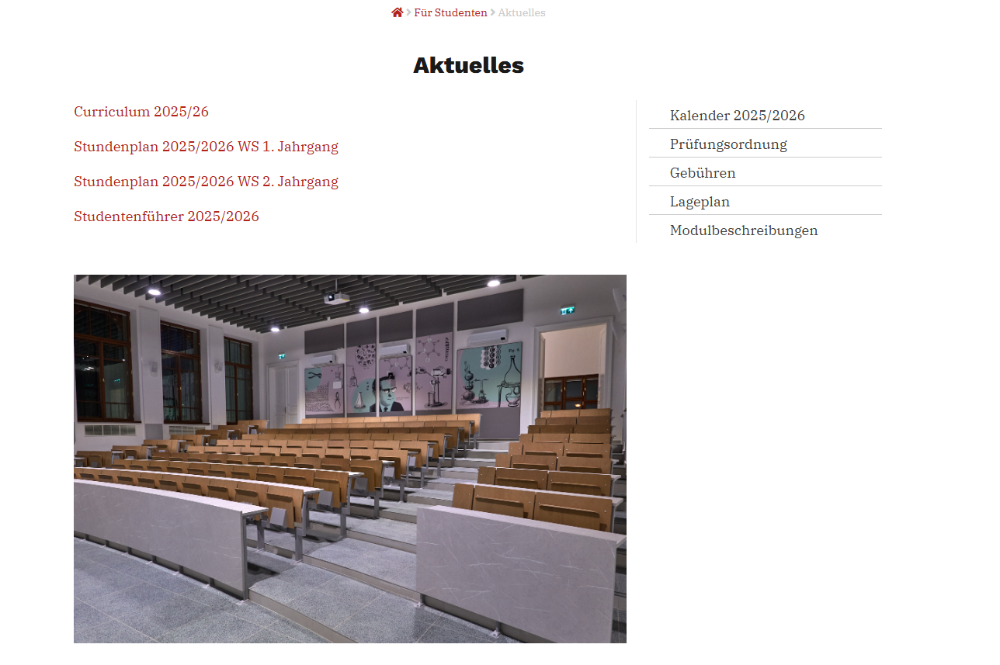 Für Studenten Aktuelles
Aktuelles
Curriculum 2025/26
Stundenplan 2025/2026 WS 1. Jahrgang
Stundenplan 2025/2026 WS 2. Jahrgang
Studentenführer 2025/2026
Kalender 2025/2026
Prüfungsordnung
Gebühren
Lageplan
Modulbeschreibungen